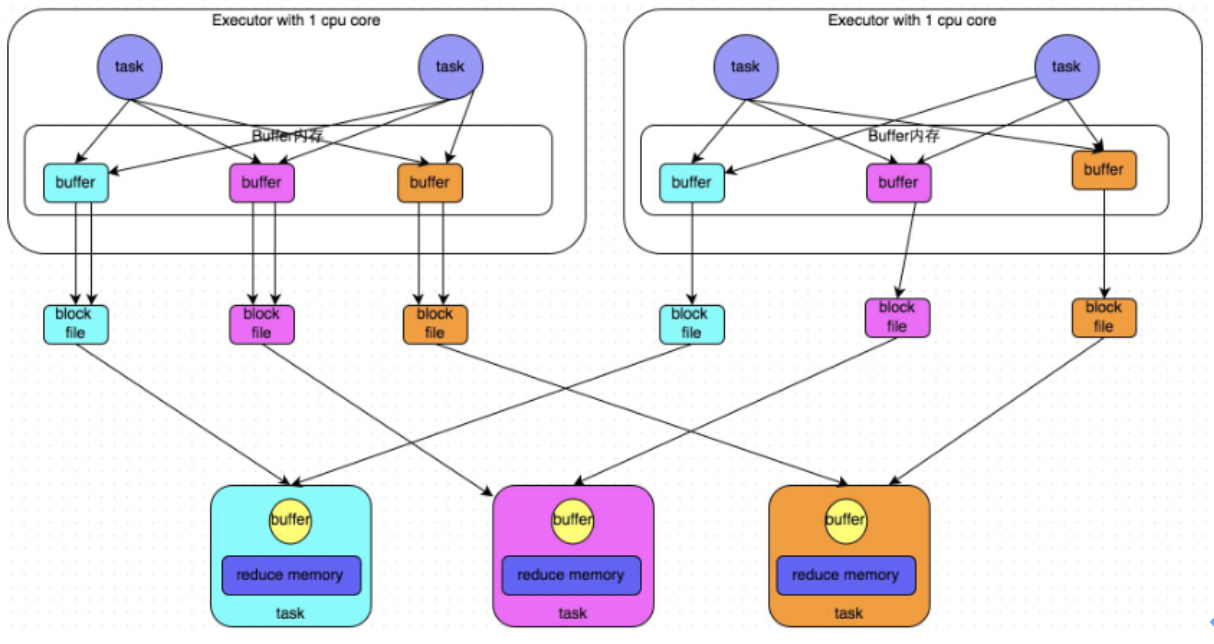 Executor with 1 cpu core
task
task
Buffer内存
buffer
buffer
buffer
block
file
block
file
block
file
Executor with 1 cpu core
task
task
Buffer内存
buffer
buffer
buffer
block
file
block
file
block
file
buffer
reduce memory
task
buffer
reduce memory
task
buffer
reduce memory
task